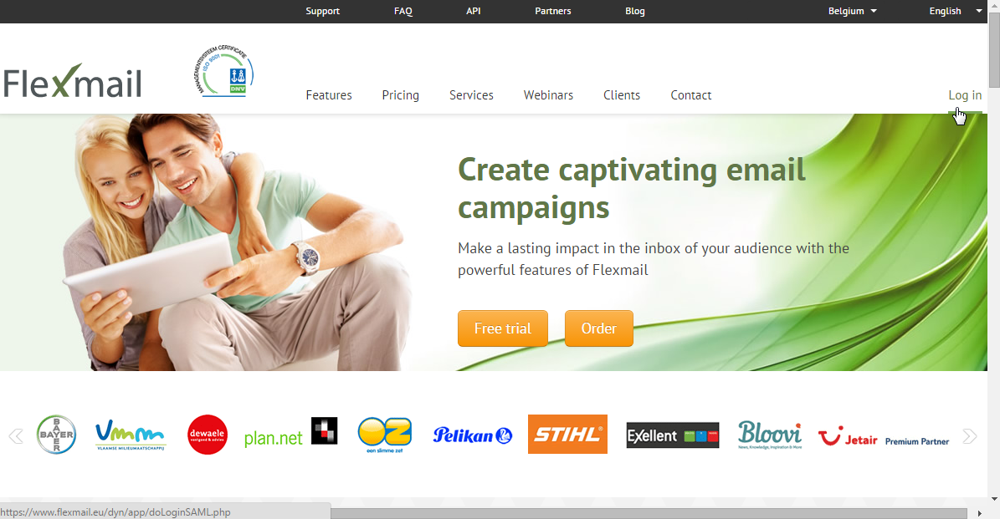 Support FAQ API Partners Blog Belgium English
Flexmail
MANAGEMENTSYSTEEM CERTIFICATIE
ISO 9001
DNV
Features Pricing Services Webinars Clients Contact Log in
Create captivating email
campaigns
Make a lasting impact in the inbox of your audience with the
powerful features of Flexmail
Free trial Order
BAYER
BAYER
Vmm
VLAAMSE MILIEUMAATSCHAPPIJ
dewaele
vastgoed & advies
plan.net
OZ
een slimme zet
Pelikan
STIHL®
Exellent
Bloovi
News, Knowledge, Inspiration & More
Jetair Premium Partner
https://www.flexmail.eu/dyn/app/doLoginSAML.php